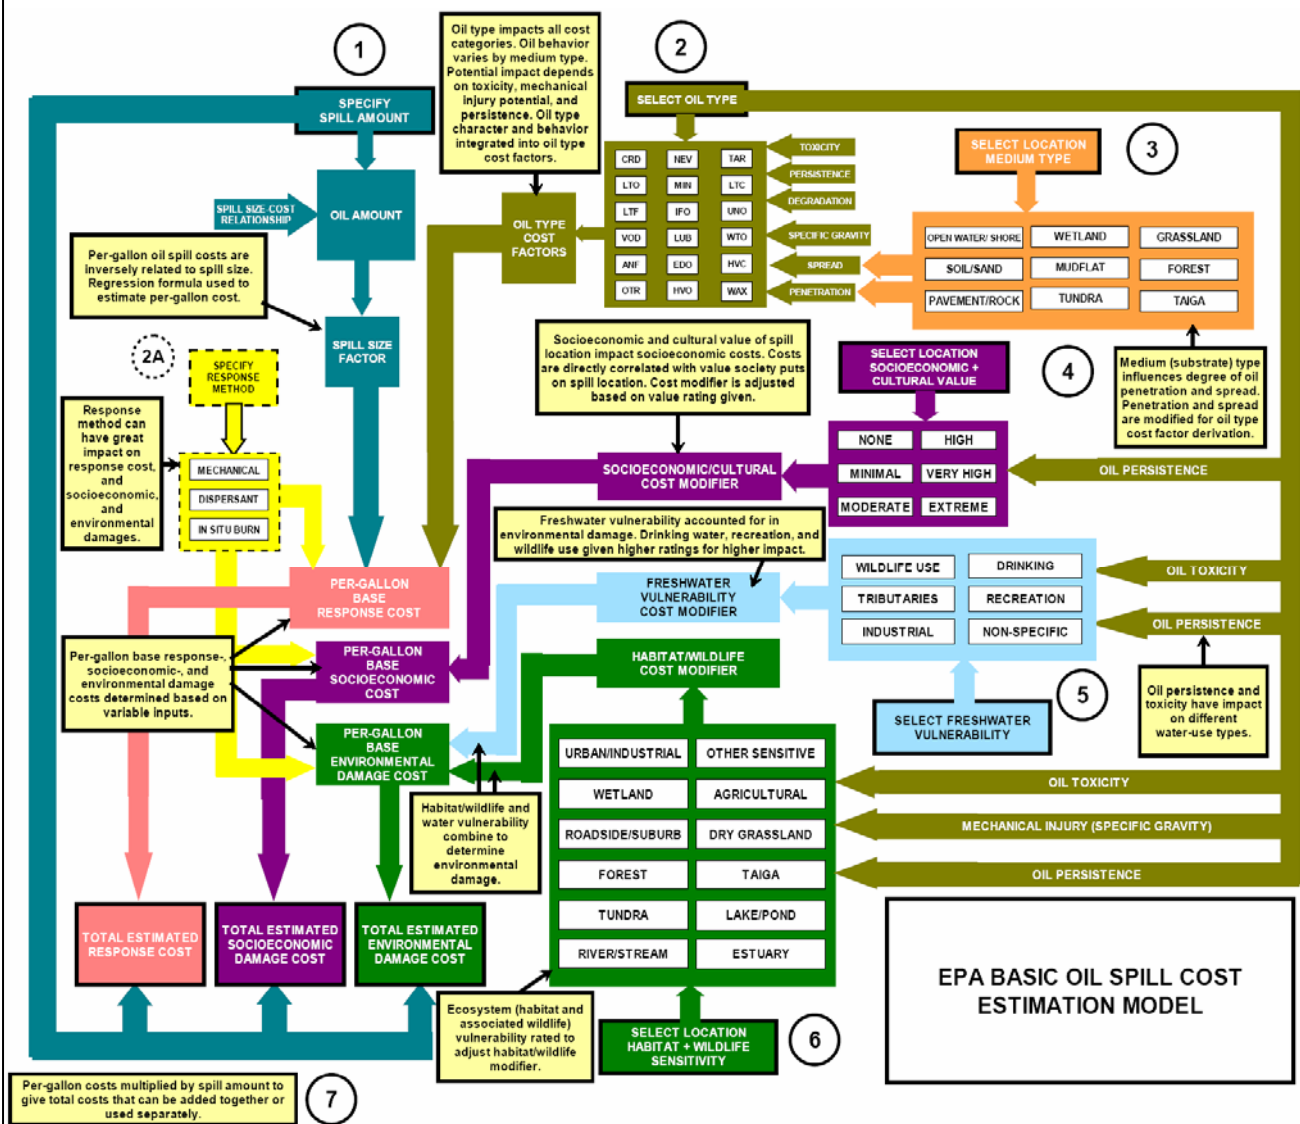 1
SPECIFY
SPILL AMOUNT
Oil type impacts all cost
categories. Oil behavior
varies by medium type.
Potential impact depends
on toxicity, mechanical
injury potential, and
persistence. Oil type
character and behavior
integrated into oil type
cost factors.
2
SELECT OIL TYPE
CRD
NEV
TAR
LTO
MIN
LTC
LTF
IFO
UNO
VOD
LUB
WTO
ANF
EDO
HVC
OTR
HVO
WAX
TOXICITY
PERSISTENCE
DEGRADATION
SPECIFIC GRAVITY
SPREAD
PENETRATION
SELECT LOCATION
MEDIUM TYPE
3
OPEN WATER/ SHORE
WETLAND
GRASSLAND
SOIL/SAND
MUDFLAT
FOREST
PAVEMENT/ROCK
TUNDRA
TAIGA
SPILL SIZE-COST
RELATIONSHIP
OIL AMOUNT
OIL TYPE
COST
FACTORS
Per-gallon oil spill costs are
inversely related to spill size.
Regression formula used to
estimate per-gallon cost.
SPILL SIZE
FACTOR
2A
SPECIFY
RESPONSE
METHOD
Response
method can
have great
impact on
response cost,
and
socioeconomic,
and
environmental
damages.
MECHANICAL
DISPERSANT
IN SITU BURN
Socioeconomic and cultural value of spill
location impact socioeconomic costs. Costs
are directly correlated with value society puts
on spill location. Cost modifier is adjusted
based on value rating given.
SELECT LOCATION
SOCIOECONOMIC +
CULTURAL VALUE
4
Medium (substrate) type
influences degree of oil
penetration and spread.
Penetration and spread
are modified for oil type
cost factor derivation.
NONE
HIGH
MINIMAL
VERY HIGH
MODERATE
EXTREME
OIL PERSISTENCE
SOCIOECONOMIC/CULTURAL
COST MODIFIER
Freshwater vulnerability accounted for in
environmental damage. Drinking water, recreation, and
wildlife use given higher ratings for higher impact.
PER-GALLON
BASE
RESPONSE COST
FRESHWATER
VULNERABILITY
COST MODIFIER
WILDLIFE USE
DRINKING
TRIBUTARIES
RECREATION
INDUSTRIAL
NON-SPECIFIC
OIL TOXICITY
OIL PERSISTENCE
Per-gallon base response-,
socioeconomic-, and
environmental damage
costs determined based on
variable inputs.
PER-GALLON
BASE
SOCIOECONOMIC
COST
HABITAT/WILDLIFE
COST MODIFIER
SELECT FRESHWATER
VULNERABILITY
5
Oil persistence and
toxicity have impact
on different
water-use types.
PER-GALLON
BASE
ENVIRONMENTAL
DAMAGE COST
Habitat/wildlife and
water vulnerability
combine to
determine
environmental
damage.
URBAN/INDUSTRIAL
OTHER SENSITIVE
WETLAND
AGRICULTURAL
ROADSIDE/SUBURB
DRY GRASSLAND
FOREST
TAIGA
TUNDRA
LAKE/POND
RIVER/STREAM
ESTUARY
OIL TOXICITY
MECHANICAL INJURY (SPECIFIC GRAVITY)
OIL PERSISTENCE
TOTAL ESTIMATED
RESPONSE COST
TOTAL ESTIMATED
SOCIOECONOMIC
DAMAGE COST
TOTAL ESTIMATED
ENVIRONMENTAL
DAMAGE COST
EPA BASIC OIL SPILL COST
ESTIMATION MODEL
Ecosystem (habitat and
associated wildlife)
vulnerability rated to
adjust habitat/wildlife
modifier.
SELECT LOCATION
HABITAT + WILDLIFE
SENSITIVITY
6
Per-gallon costs multiplied by spill amount to
give total costs that can be added together or
used separately.
7